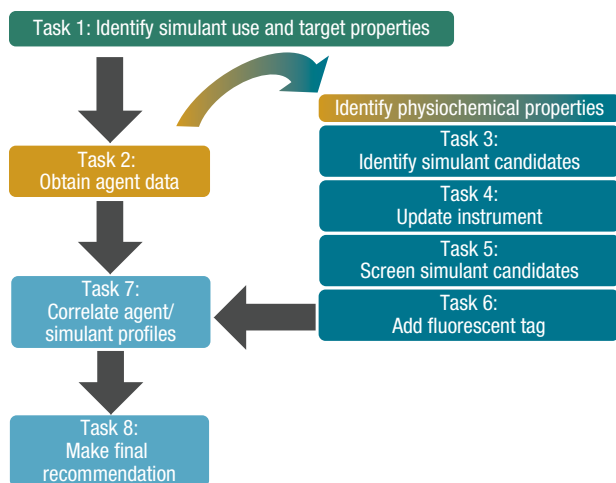 Task 1: Identify simulant use and target properties
Identify physiochemical properties
Task 2:
Obtain agent data
Task 3:
Identify simulant candidates
Task 4:
Update instrument
Task 5:
Screen simulant candidates
Task 6:
Add fluorescent tag
Task 7:
Correlate agent/
simulant profiles
Task 8:
Make final
recommendation